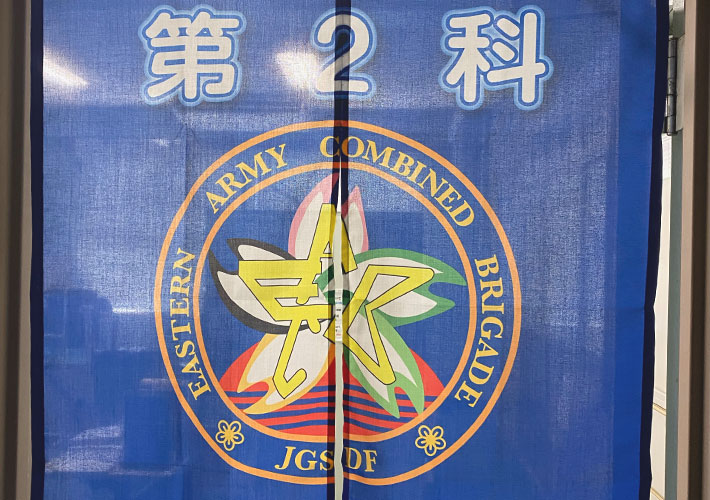 第2科
EASTERN ARMY COMBINED BRIGADE
JGSDF